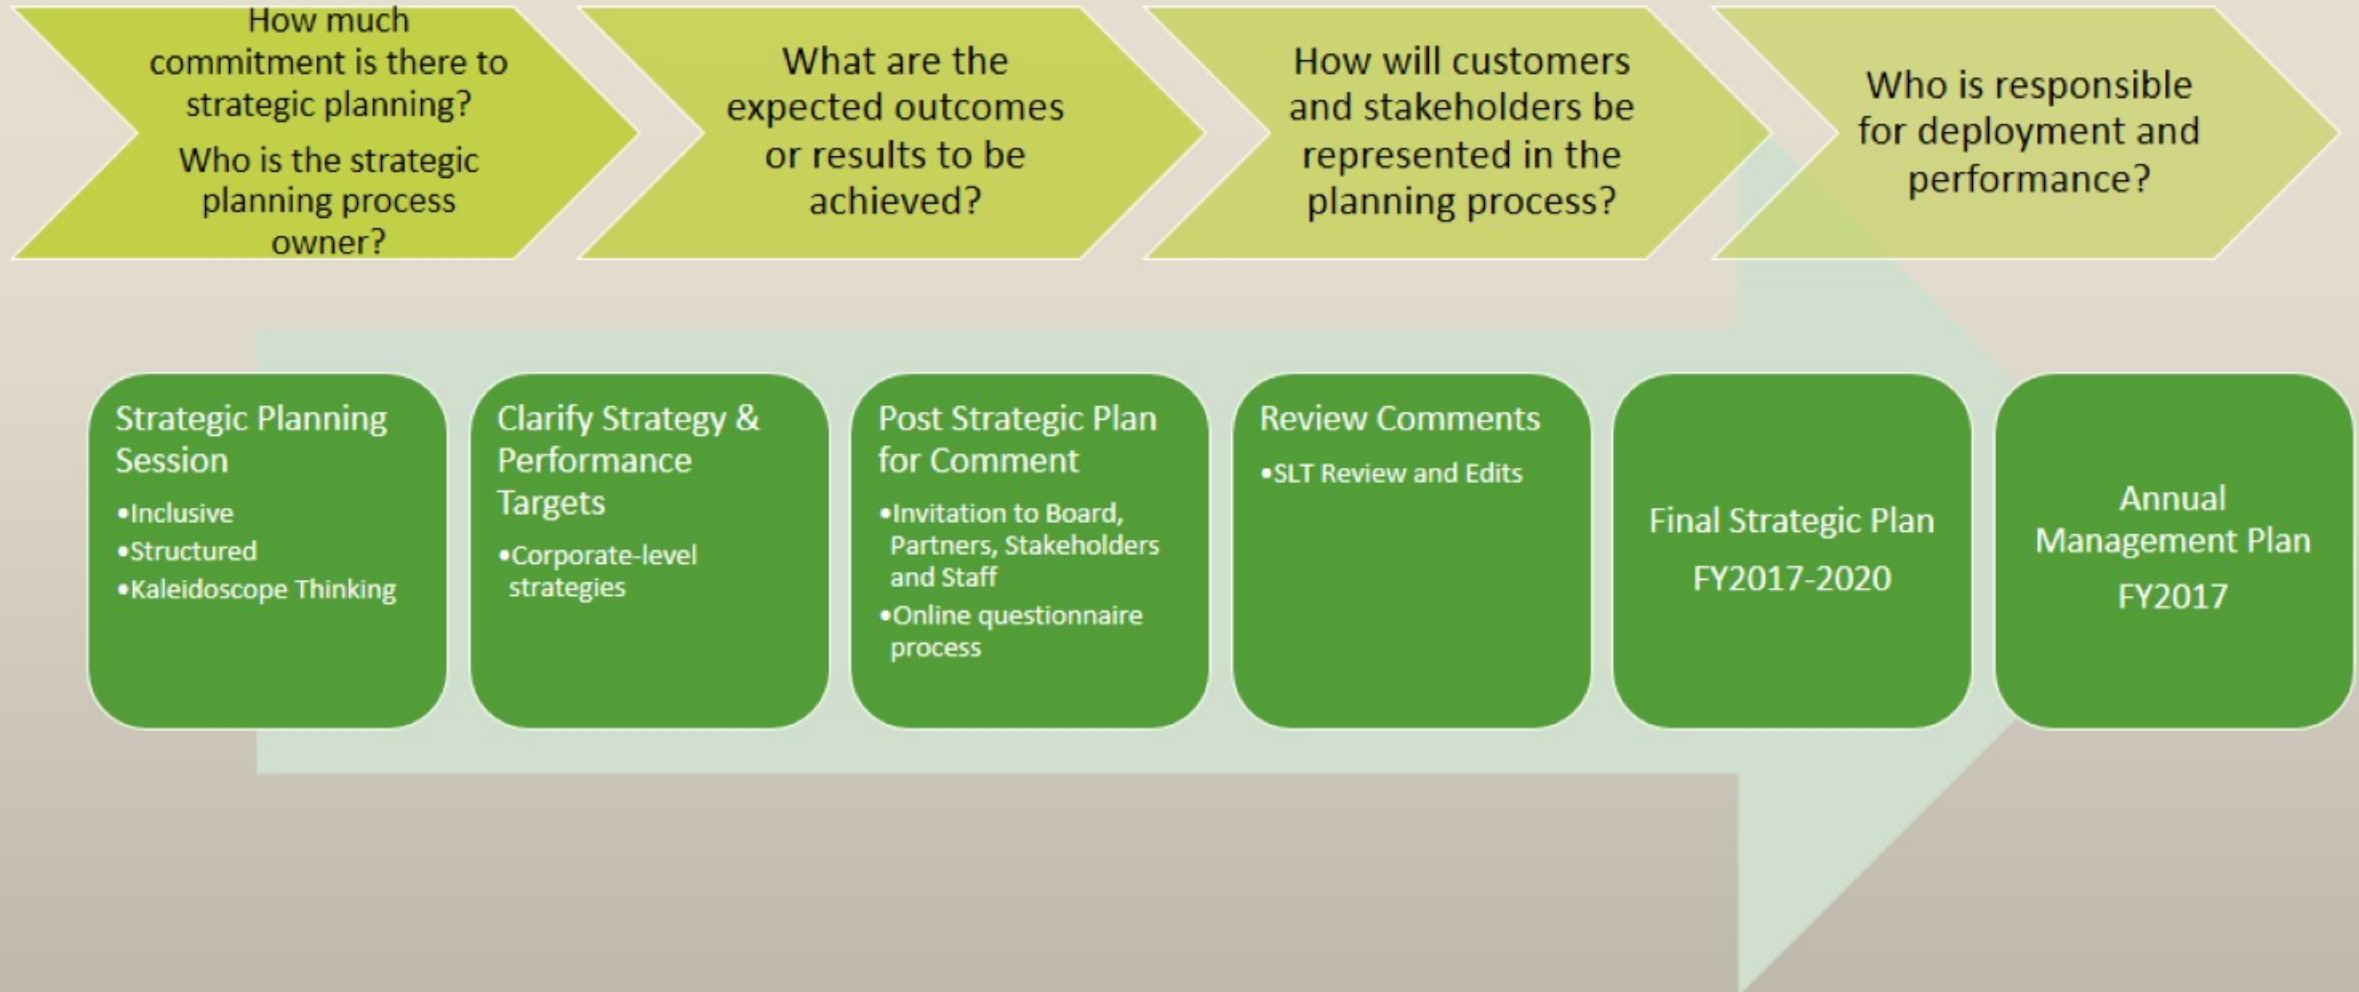 How much
commitment is there to
strategic planning?
Who is the strategic
planning process
owner?
What are the
expected outcomes
or results to be
achieved?
How will customers
and stakeholders be
represented in the
planning process?
Who is responsible
for deployment and
performance?
Strategic Planning
Session
•Inclusive
•Structured
•Kaleidoscope Thinking
Clarify Strategy &
Performance
Targets
•Corporate-level
strategies
Post Strategic Plan
for Comment
•Invitation to Board,
Partners, Stakeholders
and Staff
•Online questionnaire
process
Review Comments
•SLT Review and Edits
Final Strategic Plan
FY2017-2020
Annual
Management Plan
FY2017